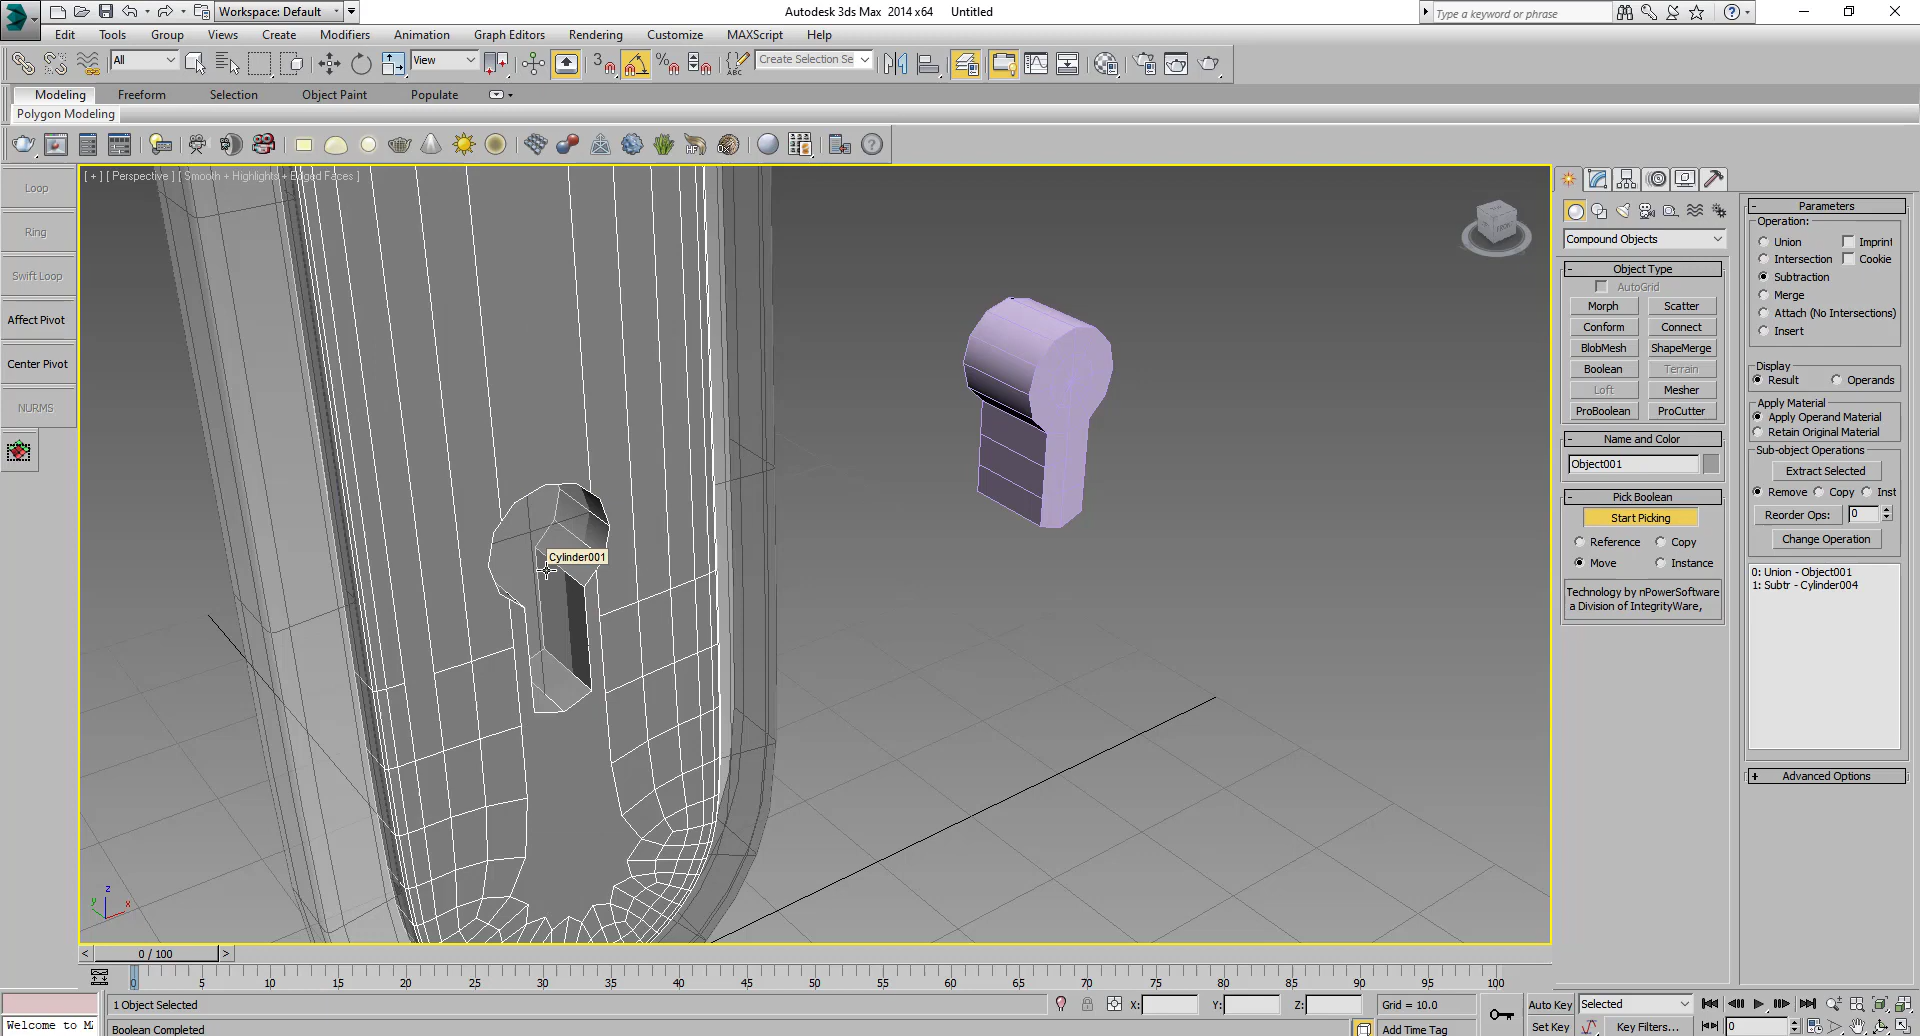 Workspace: Default
Autodesk 3ds Max 2014 x64 Untitled
Type a keyword or phrase
Edit Tools Group Views Create Modifiers Animation Graph Editors Rendering Customize MAXScript Help
All
View
3
Create Selection Se
Modeling Freeform Selection Object Paint Populate
Polygon Modeling
[ + ] [ Perspective ] [ Smooth + Highlights + Edged Faces ]
Loop
Ring
Swift Loop
Affect Pivot
Center Pivot
NURMS
Cylinder001
FRONT
z
y
x
Compound Objects
- Object Type
AutoGrid
Morph Scatter
Conform Connect
BlobMesh ShapeMerge
Boolean Terrain
Loft Mesher
ProBoolean ProCutter
- Name and Color
Object001
- Pick Boolean
Start Picking
Reference Copy
Move Instance
Technology by nPowerSoftware
a Division of IntegrityWare,
- Parameters
Operation:
Union Imprint
Intersection Cookie
Subtraction
Merge
Attach (No Intersections)
Insert
Display
Result Operands
Apply Material
Apply Operand Material
Retain Original Material
Sub-object Operations
Extract Selected
Remove Copy Inst
Reorder Ops: 0
Change Operation
0: Union - Object001
1: Subtr - Cylinder004
+ Advanced Options
< 0 / 100 >
0 5 10 15 20 25 30 35 40 45 50 55 60 65 70 75 80 85 90 95 100
1 Object Selected X: Y: Z: Grid = 10.0 Auto Key Selected
Welcome to M Boolean Completed Add Time Tag Set Key Key Filters... 0